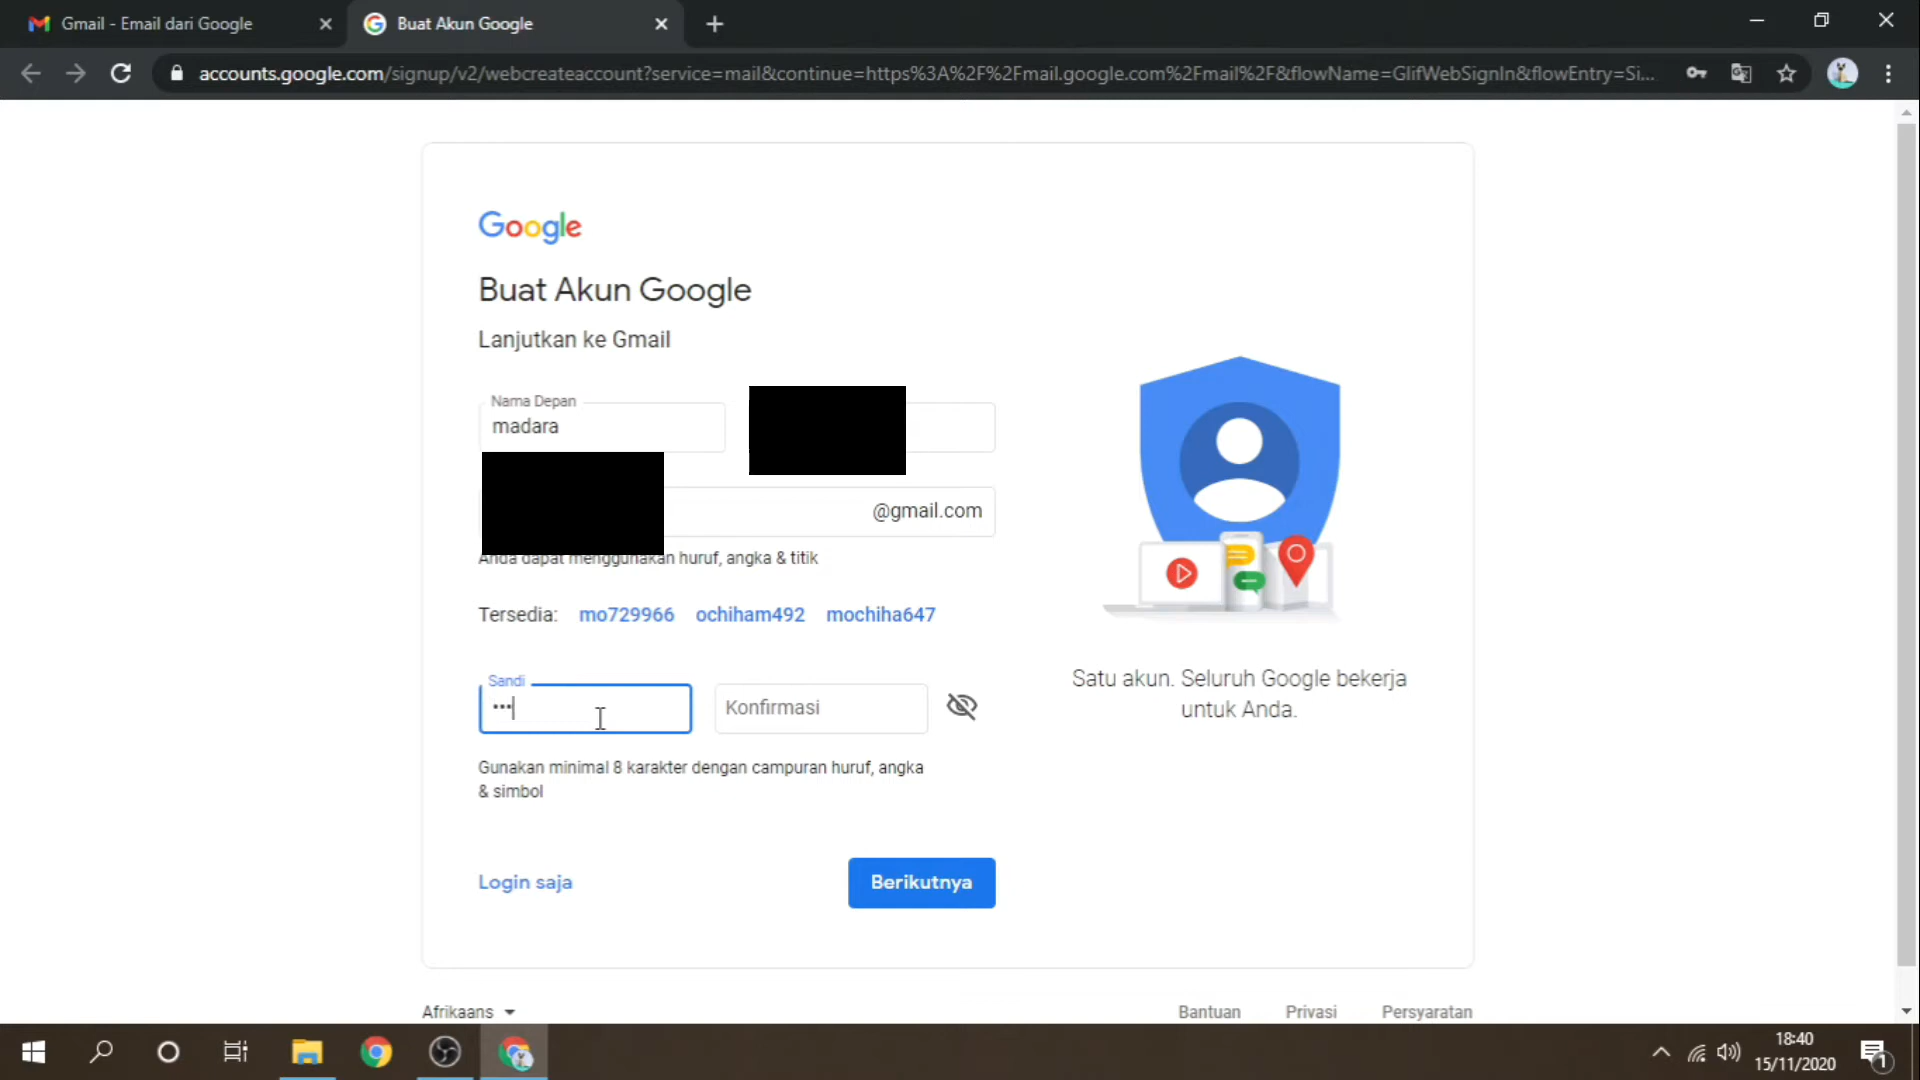 Gmail - Email dari Google
Buat Akun Google
accounts.google.com/signup/v2/webcreateaccount?service=mail&continue=https%3A%2F%2Fmail.google.com%2Fmail%2F&flowName=GlifWebSignIn&flowEntry=Si...
Google
Buat Akun Google
Lanjutkan ke Gmail
Nama Depan
madara
@gmail.com
Anda dapat menggunakan huruf, angka & titik
Tersedia: mo729966 ochiham492 mochiha647
Sandi
•••
Konfirmasi
Gunakan minimal 8 karakter dengan campuran huruf, angka
& simbol
Login saja
Berikutnya
Satu akun. Seluruh Google bekerja
untuk Anda.
Afrikaans
Bantuan Privasi Persyaratan
18:40
15/11/2020
1